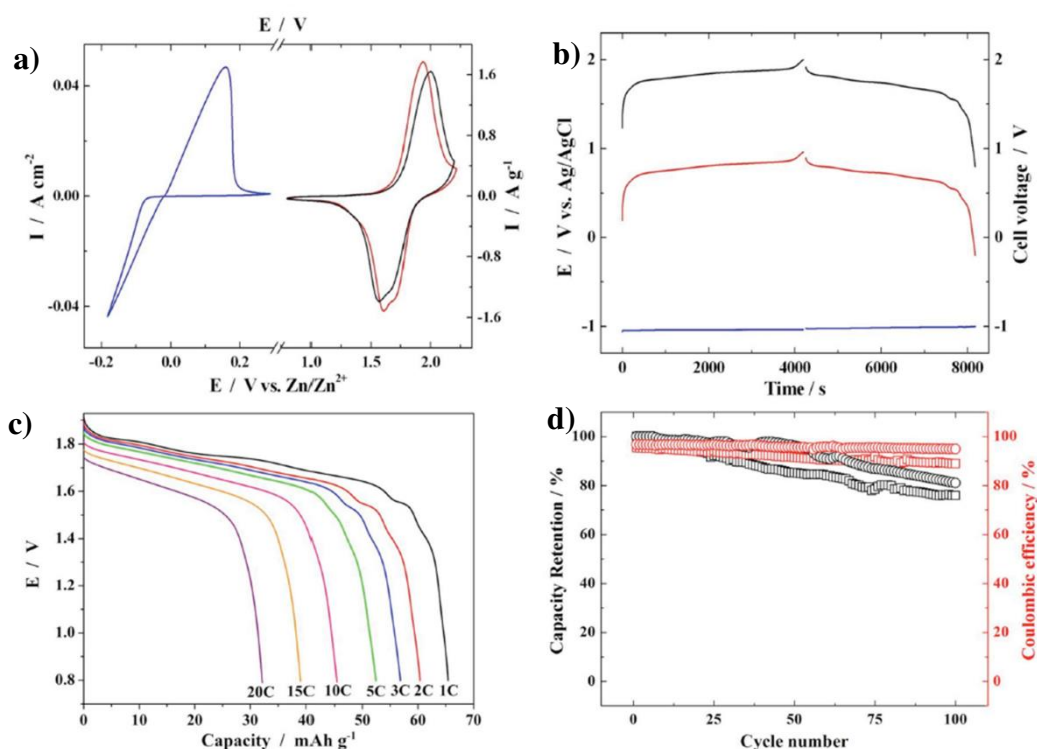 a)
E / V
I / A cm-2
0.04
0.00
-0.04
-0.2
0.0
0.2
1.0
1.5
2.0
E / V vs. Zn/Zn2+
1.6
0.8
0.0
-0.8
-1.6
I / A g-1
b)
E / V vs. Ag/AgCl
2
1
0
-1
0
2000
4000
6000
8000
Time / s
2
1
0
-1
Cell voltage / V
c)
E / V
1.8
1.6
1.4
1.2
1.0
0.8
20C
15C
10C
5C
3C
2C
1C
0
10
20
30
40
50
60
70
Capacity / mAh g-1
d)
Capacity Retention / %
100
80
60
40
20
0
0
25
50
75
100
Cycle number
100
80
60
40
20
0
Coulombic efficiency / %